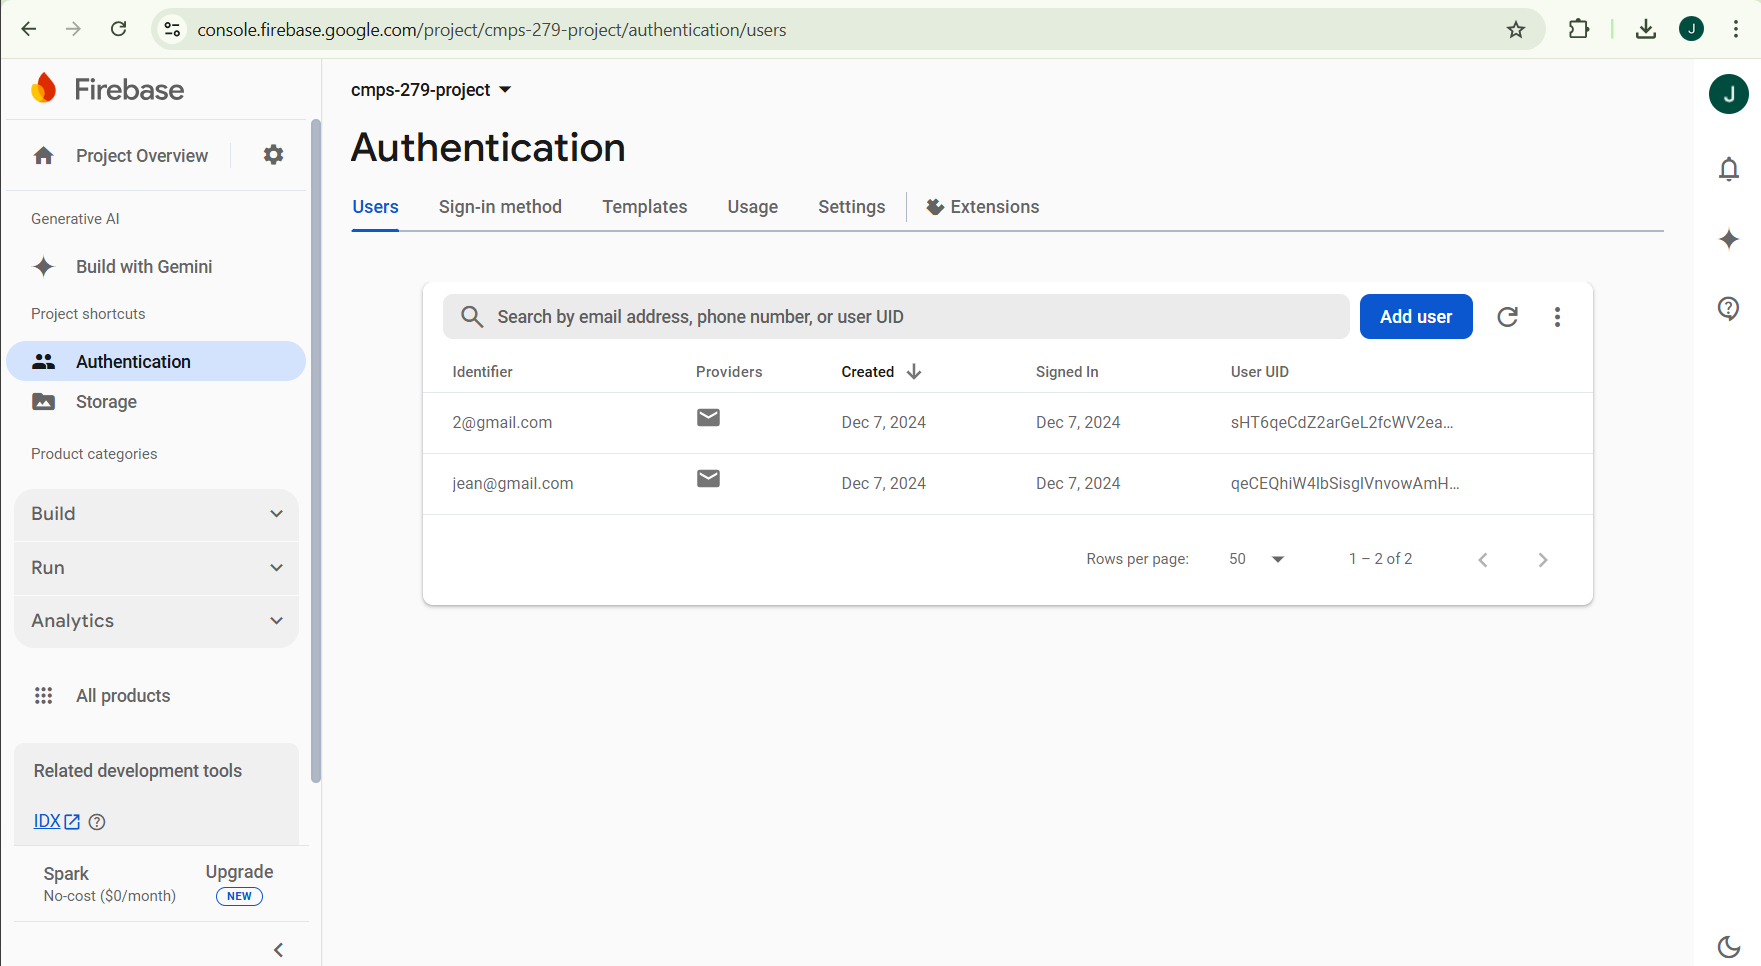 console.firebase.google.com/project/cmps-279-project/authentication/users
J
Firebase
cmps-279-project
J
Project Overview
Authentication
Users Sign-in method Templates Usage Settings Extensions
Generative AI
Build with Gemini
Project shortcuts
Authentication
Storage
Product categories
Build
Run
Analytics
All products
Related development tools
IDX
Spark
No-cost ($0/month)
Upgrade
NEW
Search by email address, phone number, or user UID
Add user
Identifier Providers Created Signed In User UID
2@gmail.com Dec 7, 2024 Dec 7, 2024 sHT6qeCdZ2arGeL2fcWV2ea...
jean@gmail.com Dec 7, 2024 Dec 7, 2024
Rows per page: 50 1 – 2 of 2